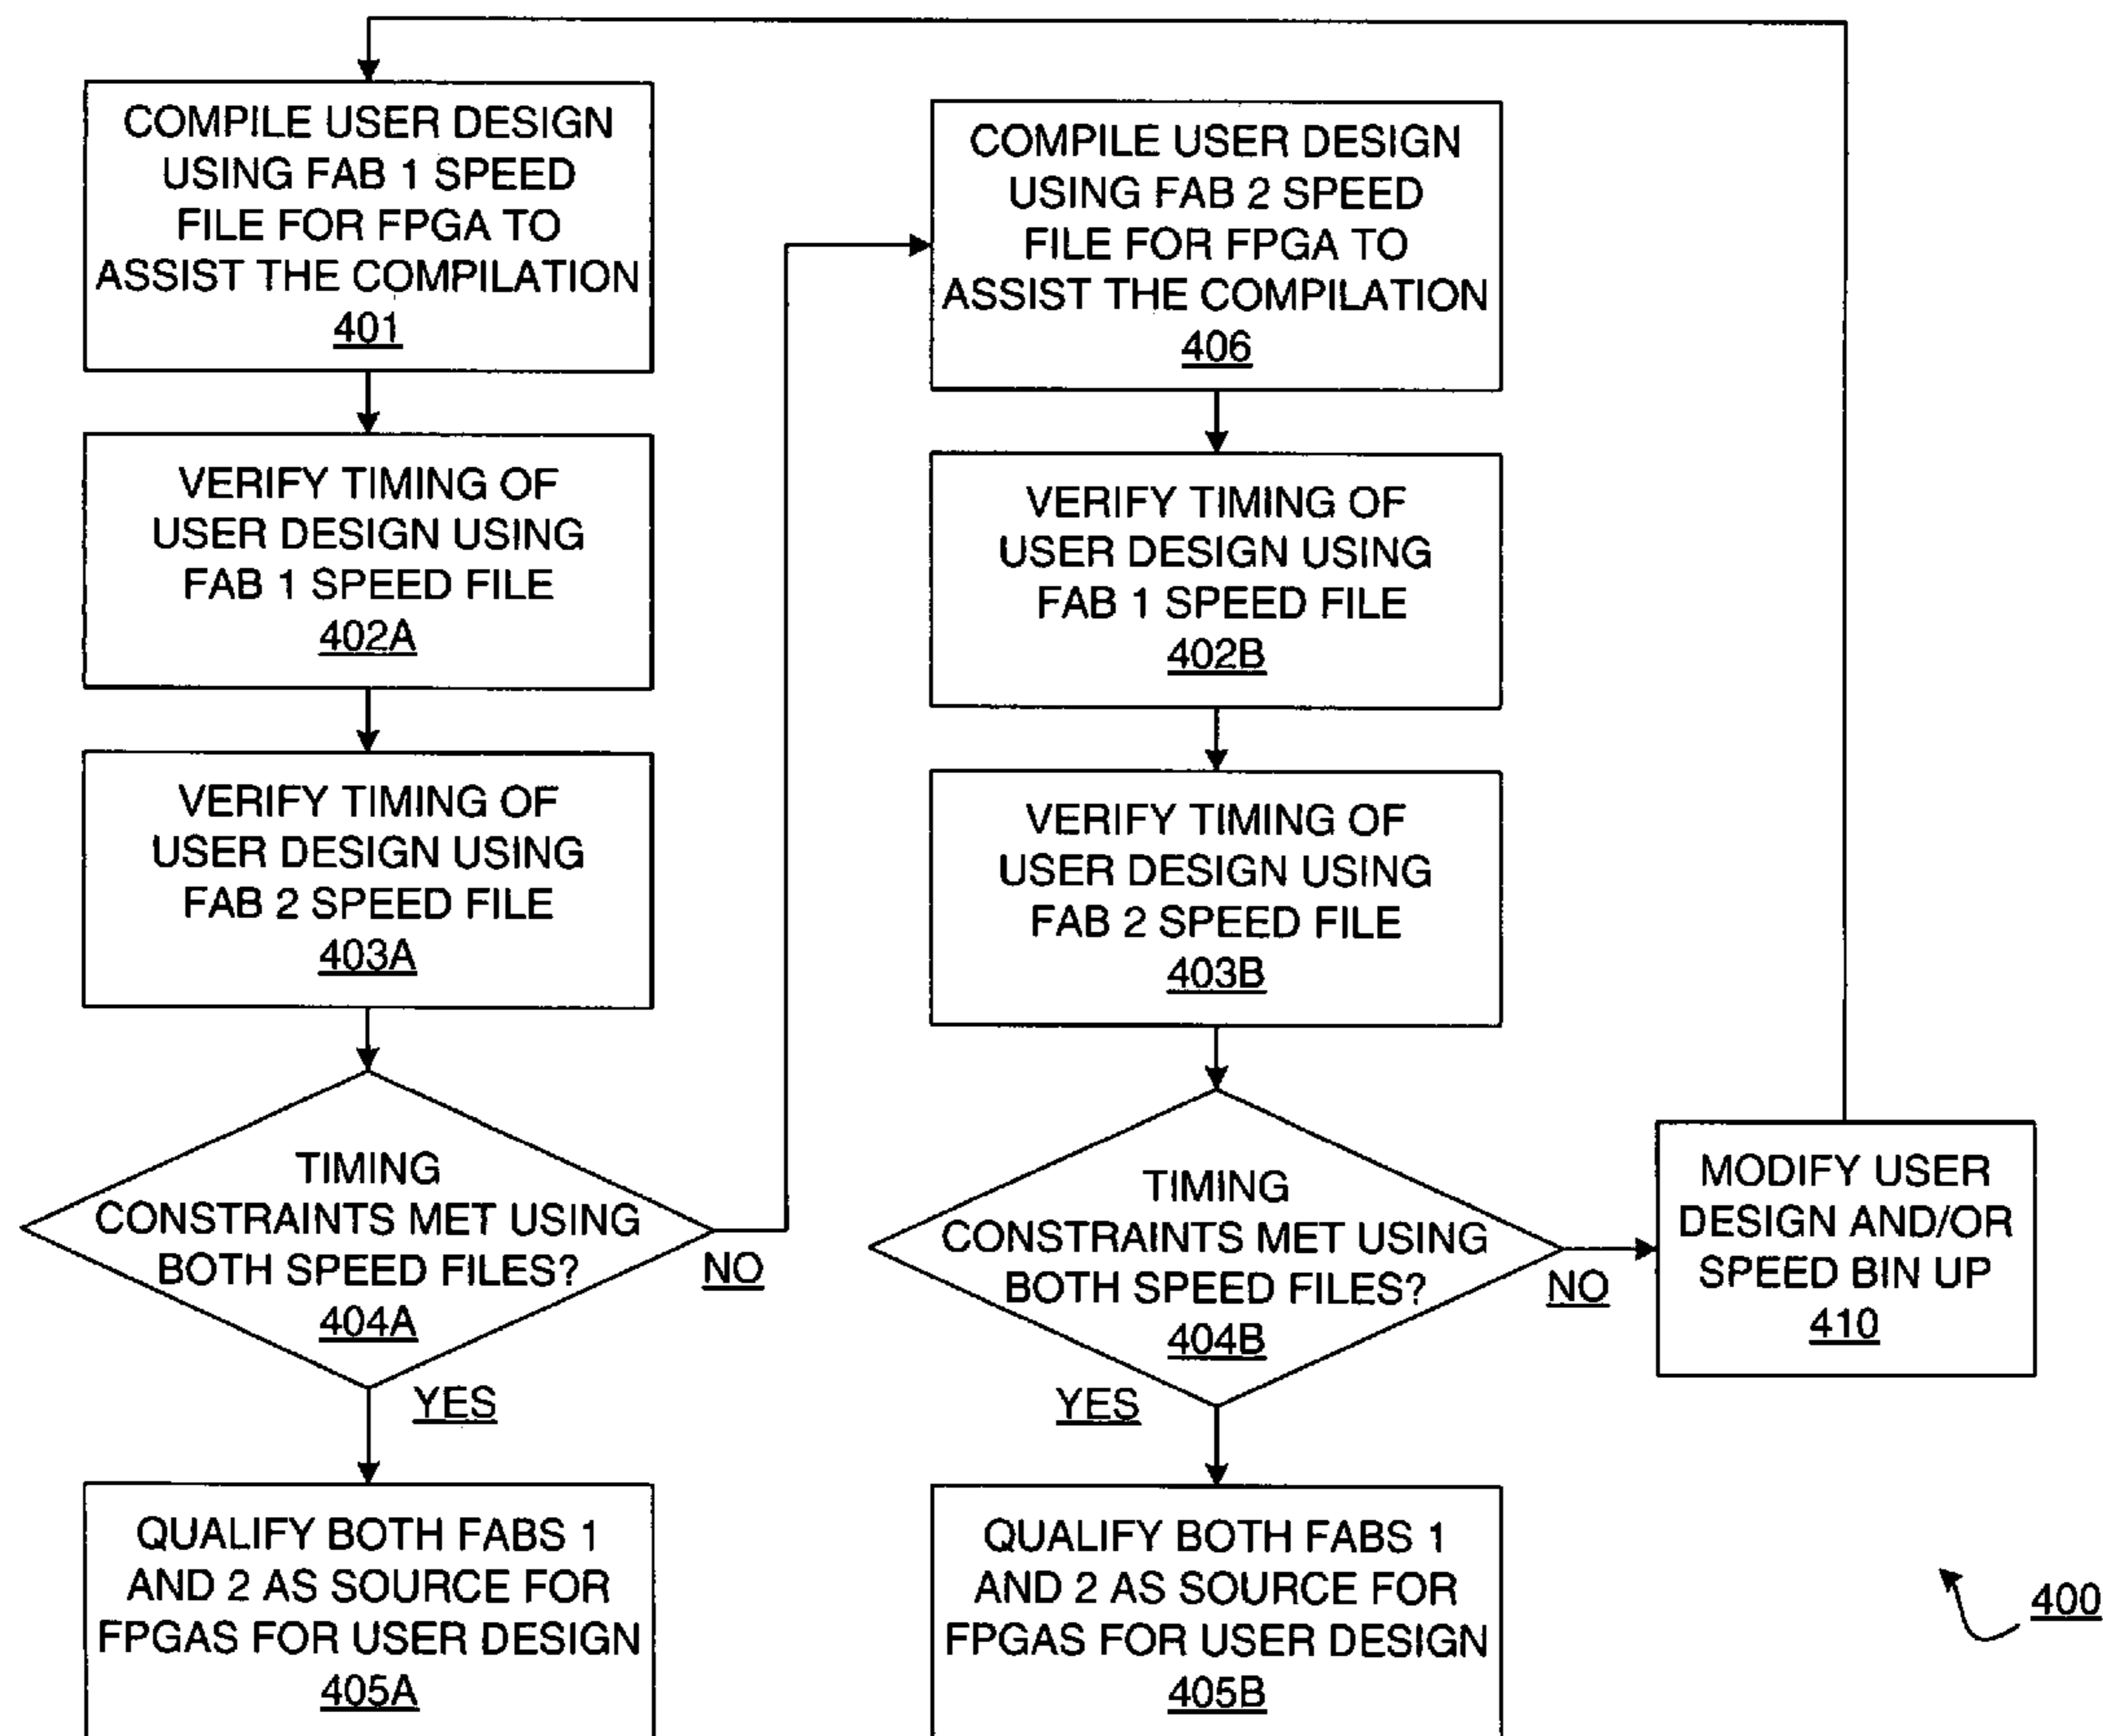 COMPILE USER DESIGN
USING FAB 1 SPEED
FILE FOR FPGA TO
ASSIST THE COMPILATION
401
VERIFY TIMING OF
USER DESIGN USING
FAB 1 SPEED FILE
402A
VERIFY TIMING OF
USER DESIGN USING
FAB 2 SPEED FILE
403A
TIMING
CONSTRAINTS MET USING
BOTH SPEED FILES?
404A
NO
YES
QUALIFY BOTH FABS 1
AND 2 AS SOURCE FOR
FPGAS FOR USER DESIGN
405A
COMPILE USER DESIGN
USING FAB 2 SPEED
FILE FOR FPGA TO
ASSIST THE COMPILATION
406
VERIFY TIMING OF
USER DESIGN USING
FAB 1 SPEED FILE
402B
VERIFY TIMING OF
USER DESIGN USING
FAB 2 SPEED FILE
403B
TIMING
CONSTRAINTS MET USING
BOTH SPEED FILES?
404B
NO
YES
QUALIFY BOTH FABS 1
AND 2 AS SOURCE FOR
FPGAS FOR USER DESIGN
405B
MODIFY USER
DESIGN AND/OR
SPEED BIN UP
410
400